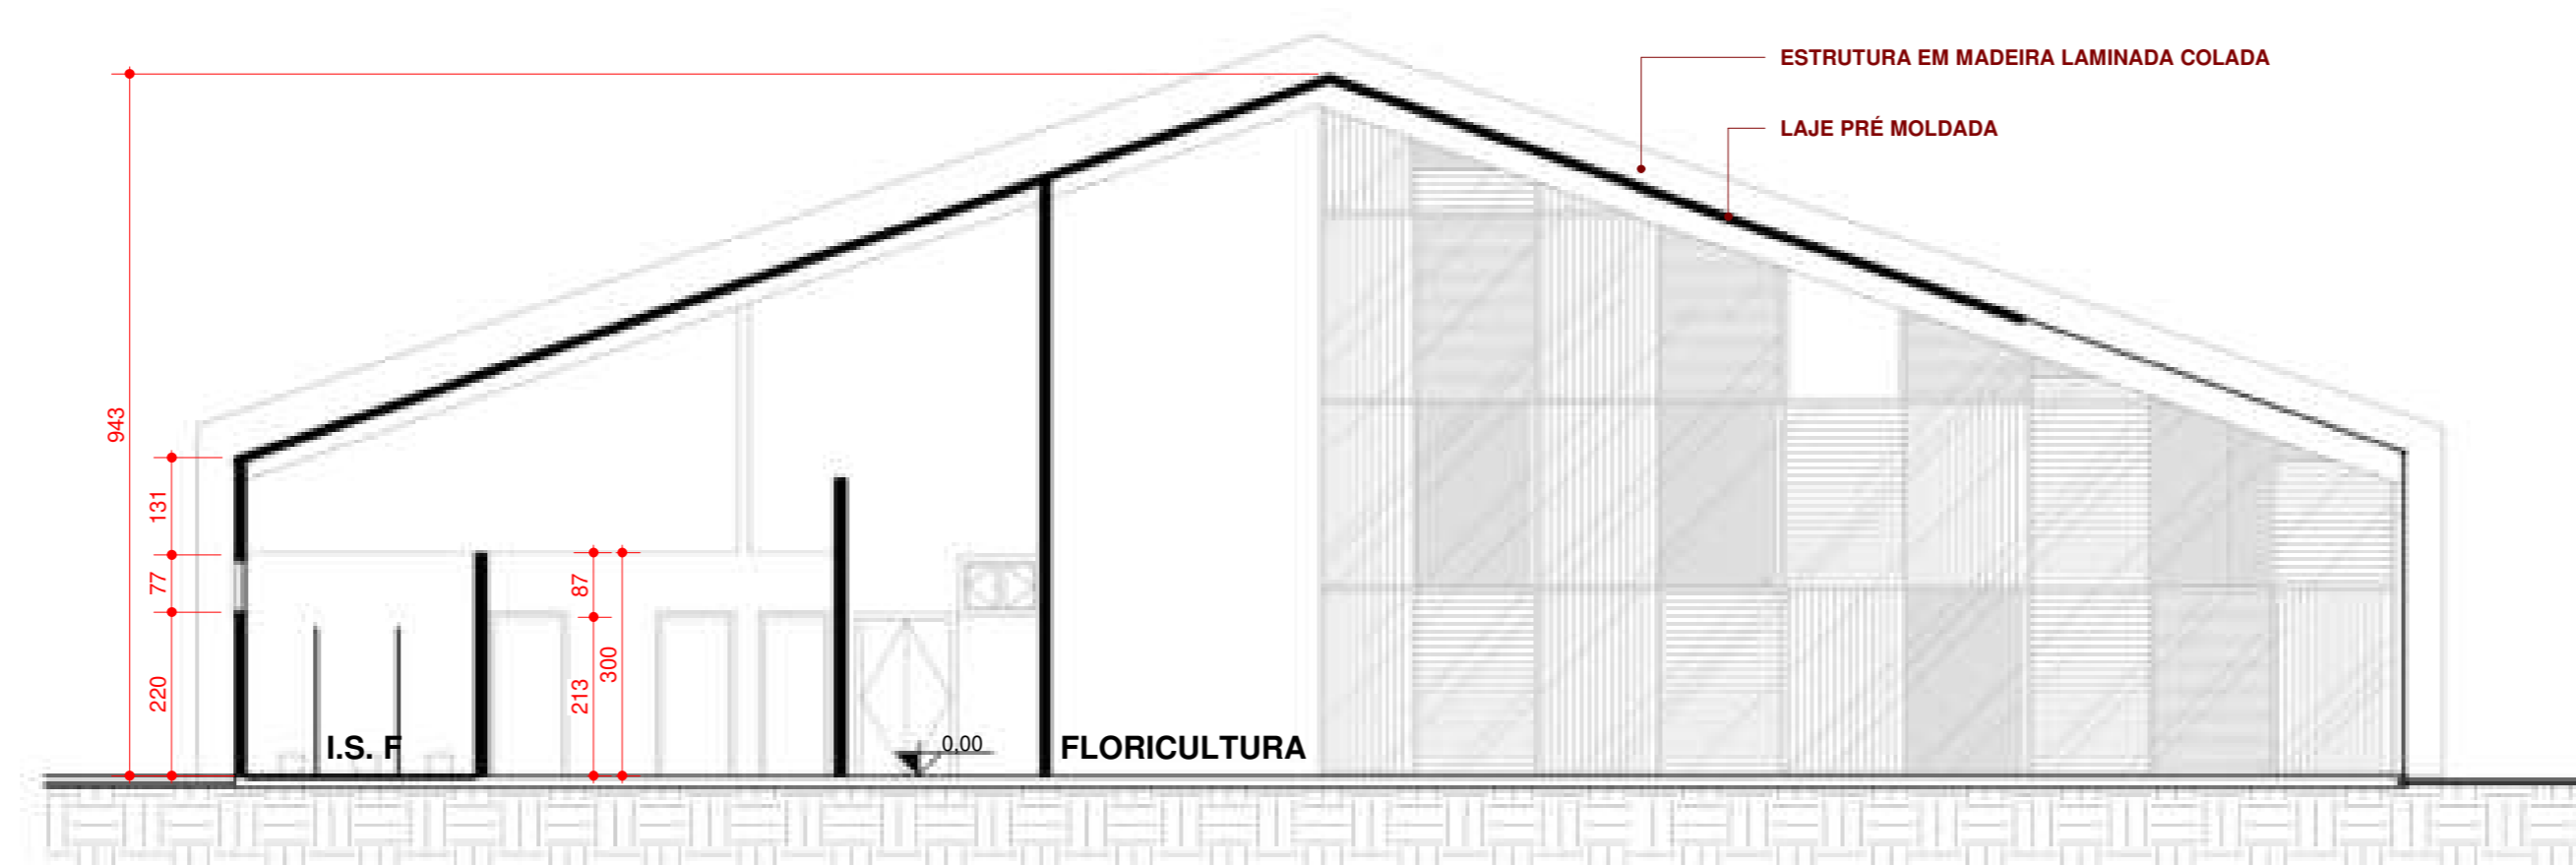 ESTRUTURA EM MADEIRA LAMINADA COLADA
LAJE PRÉ MOLDADA
943
131
77
220
87
213
300
I.S. F
0,00
FLORICULTURA